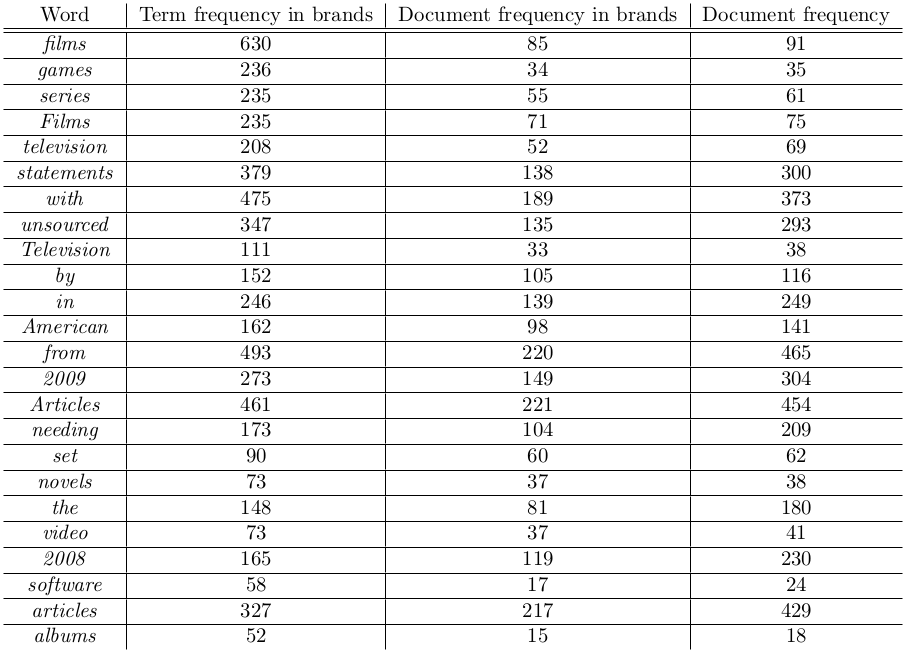 Word Term frequency in brands Document frequency in brands Document frequency
films 630 85 91
games 236 34 35
series 235 55 61
Films 235 71 75
television 208 52 69
statements 379 138 300
with 475 189 373
unsourced 347 135 293
Television 111 33 38
by 152 105 116
in 246 139 249
American 162 98 141
from 493 220 465
2009 273 149 304
Articles 461 221 454
needing 173 104 209
set 90 60 62
novels 73 37 38
the 148 81 180
video 73 37 41
2008 165 119 230
software 58 17 24
articles 327 217 429
albums 52 15 18